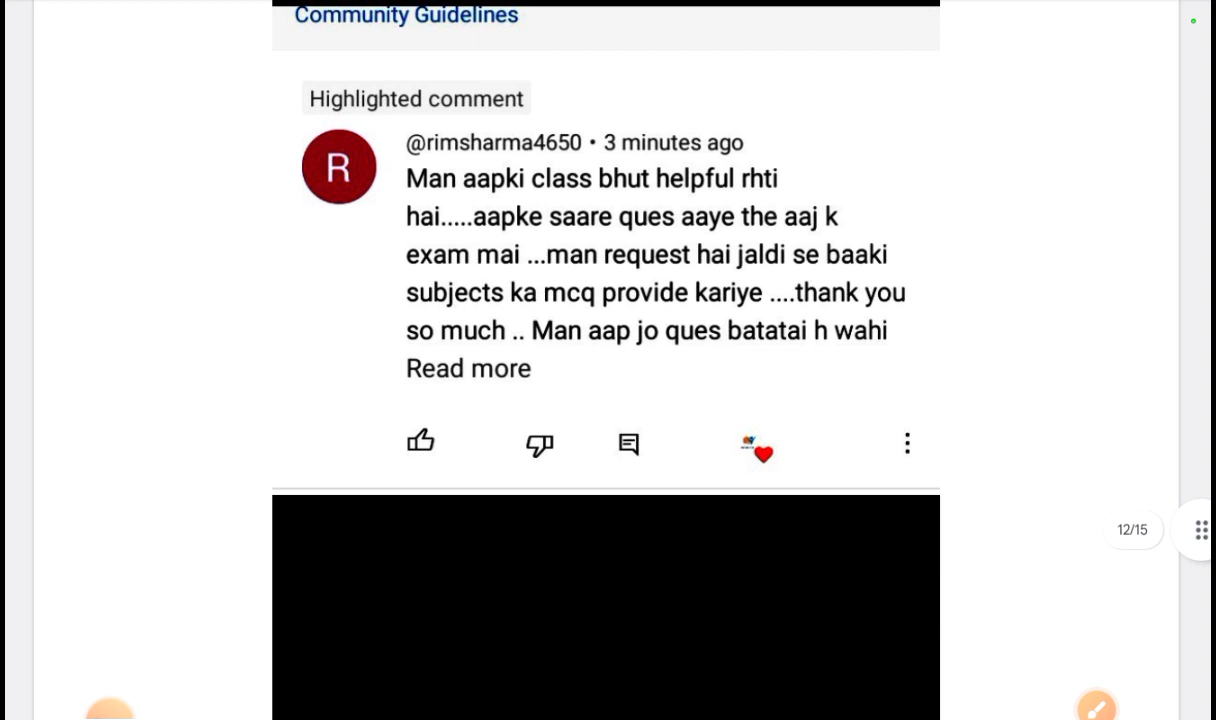 Community Guidelines
Highlighted comment
R
@rimsharma4650 • 3 minutes ago
Man aapki class bhut helpful rhti
hai.....aapke saare ques aaye the aaj k
exam mai ...man request hai jaldi se baaki
subjects ka mcq provide kariye ....thank you
so much .. Man aap jo ques batatai h wahi
Read more
12/15